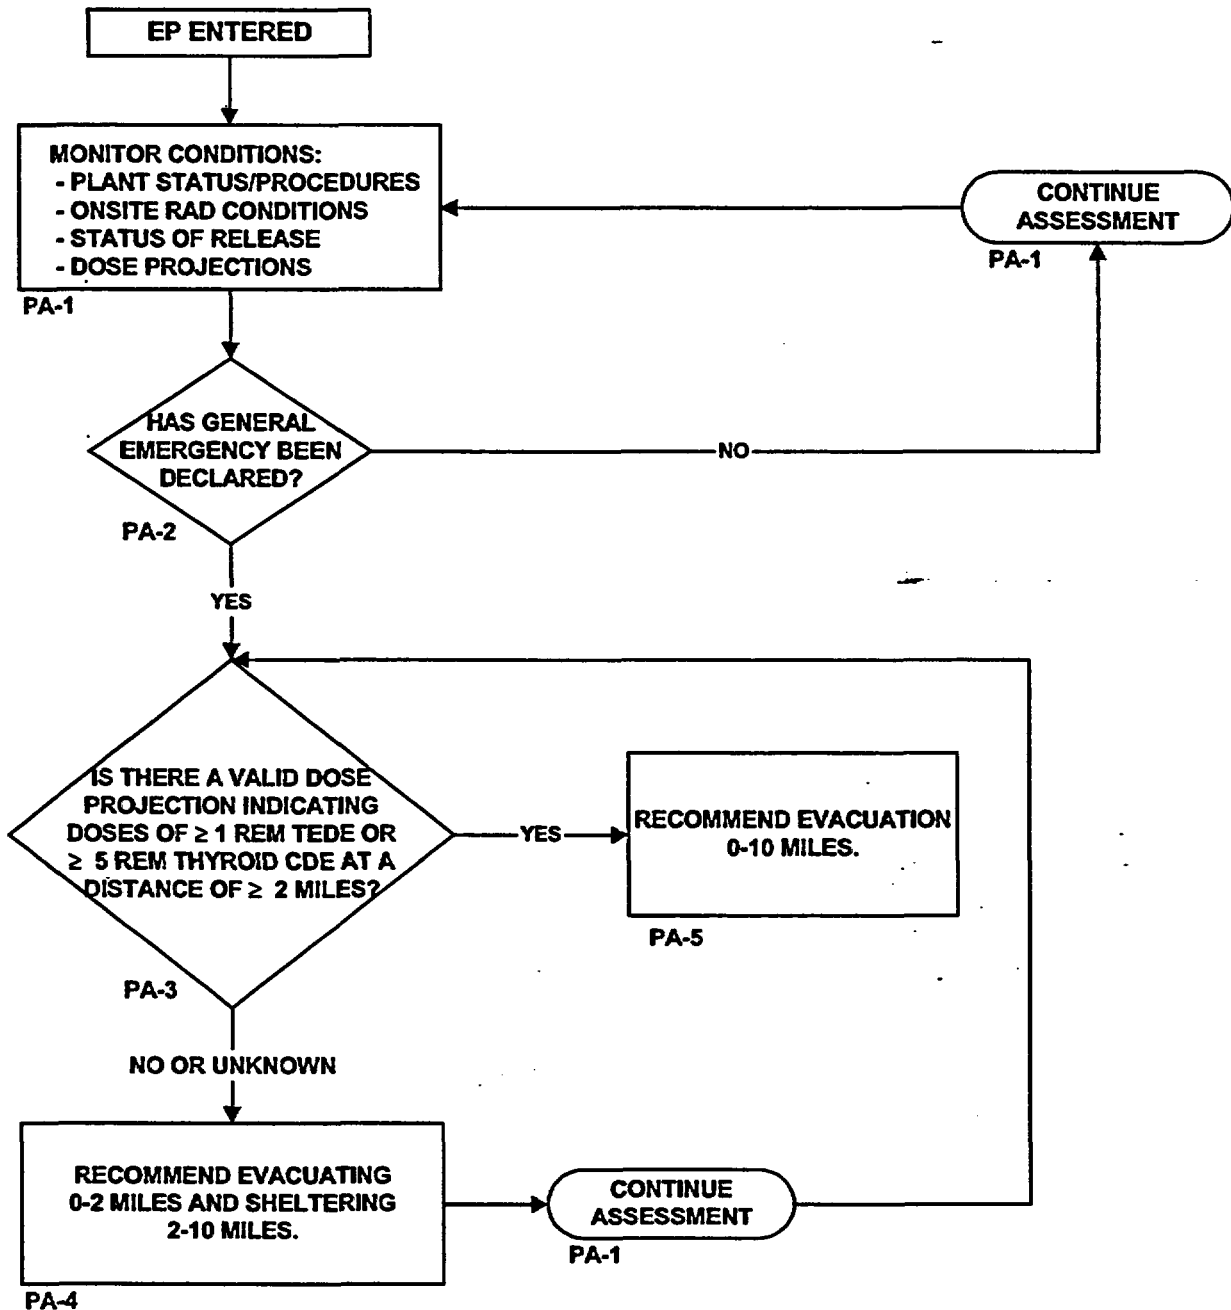 EP ENTERED
MONITOR CONDITIONS:
- PLANT STATUS/PROCEDURES
- ONSITE RAD CONDITIONS
- STATUS OF RELEASE
- DOSE PROJECTIONS
PA-1
CONTINUE
ASSESSMENT
PA-1
HAS GENERAL
EMERGENCY BEEN
DECLARED?
PA-2
NO
YES
IS THERE A VALID DOSE
PROJECTION INDICATING
DOSES OF ≥ 1 REM TEDE OR
≥ 5 REM THYROID CDE AT A
DISTANCE OF ≥ 2 MILES?
PA-3
YES
RECOMMEND EVACUATION
0-10 MILES.
PA-5
NO OR UNKNOWN
RECOMMEND EVACUATING
0-2 MILES AND SHELTERING
2-10 MILES.
PA-4
CONTINUE
ASSESSMENT
PA-1